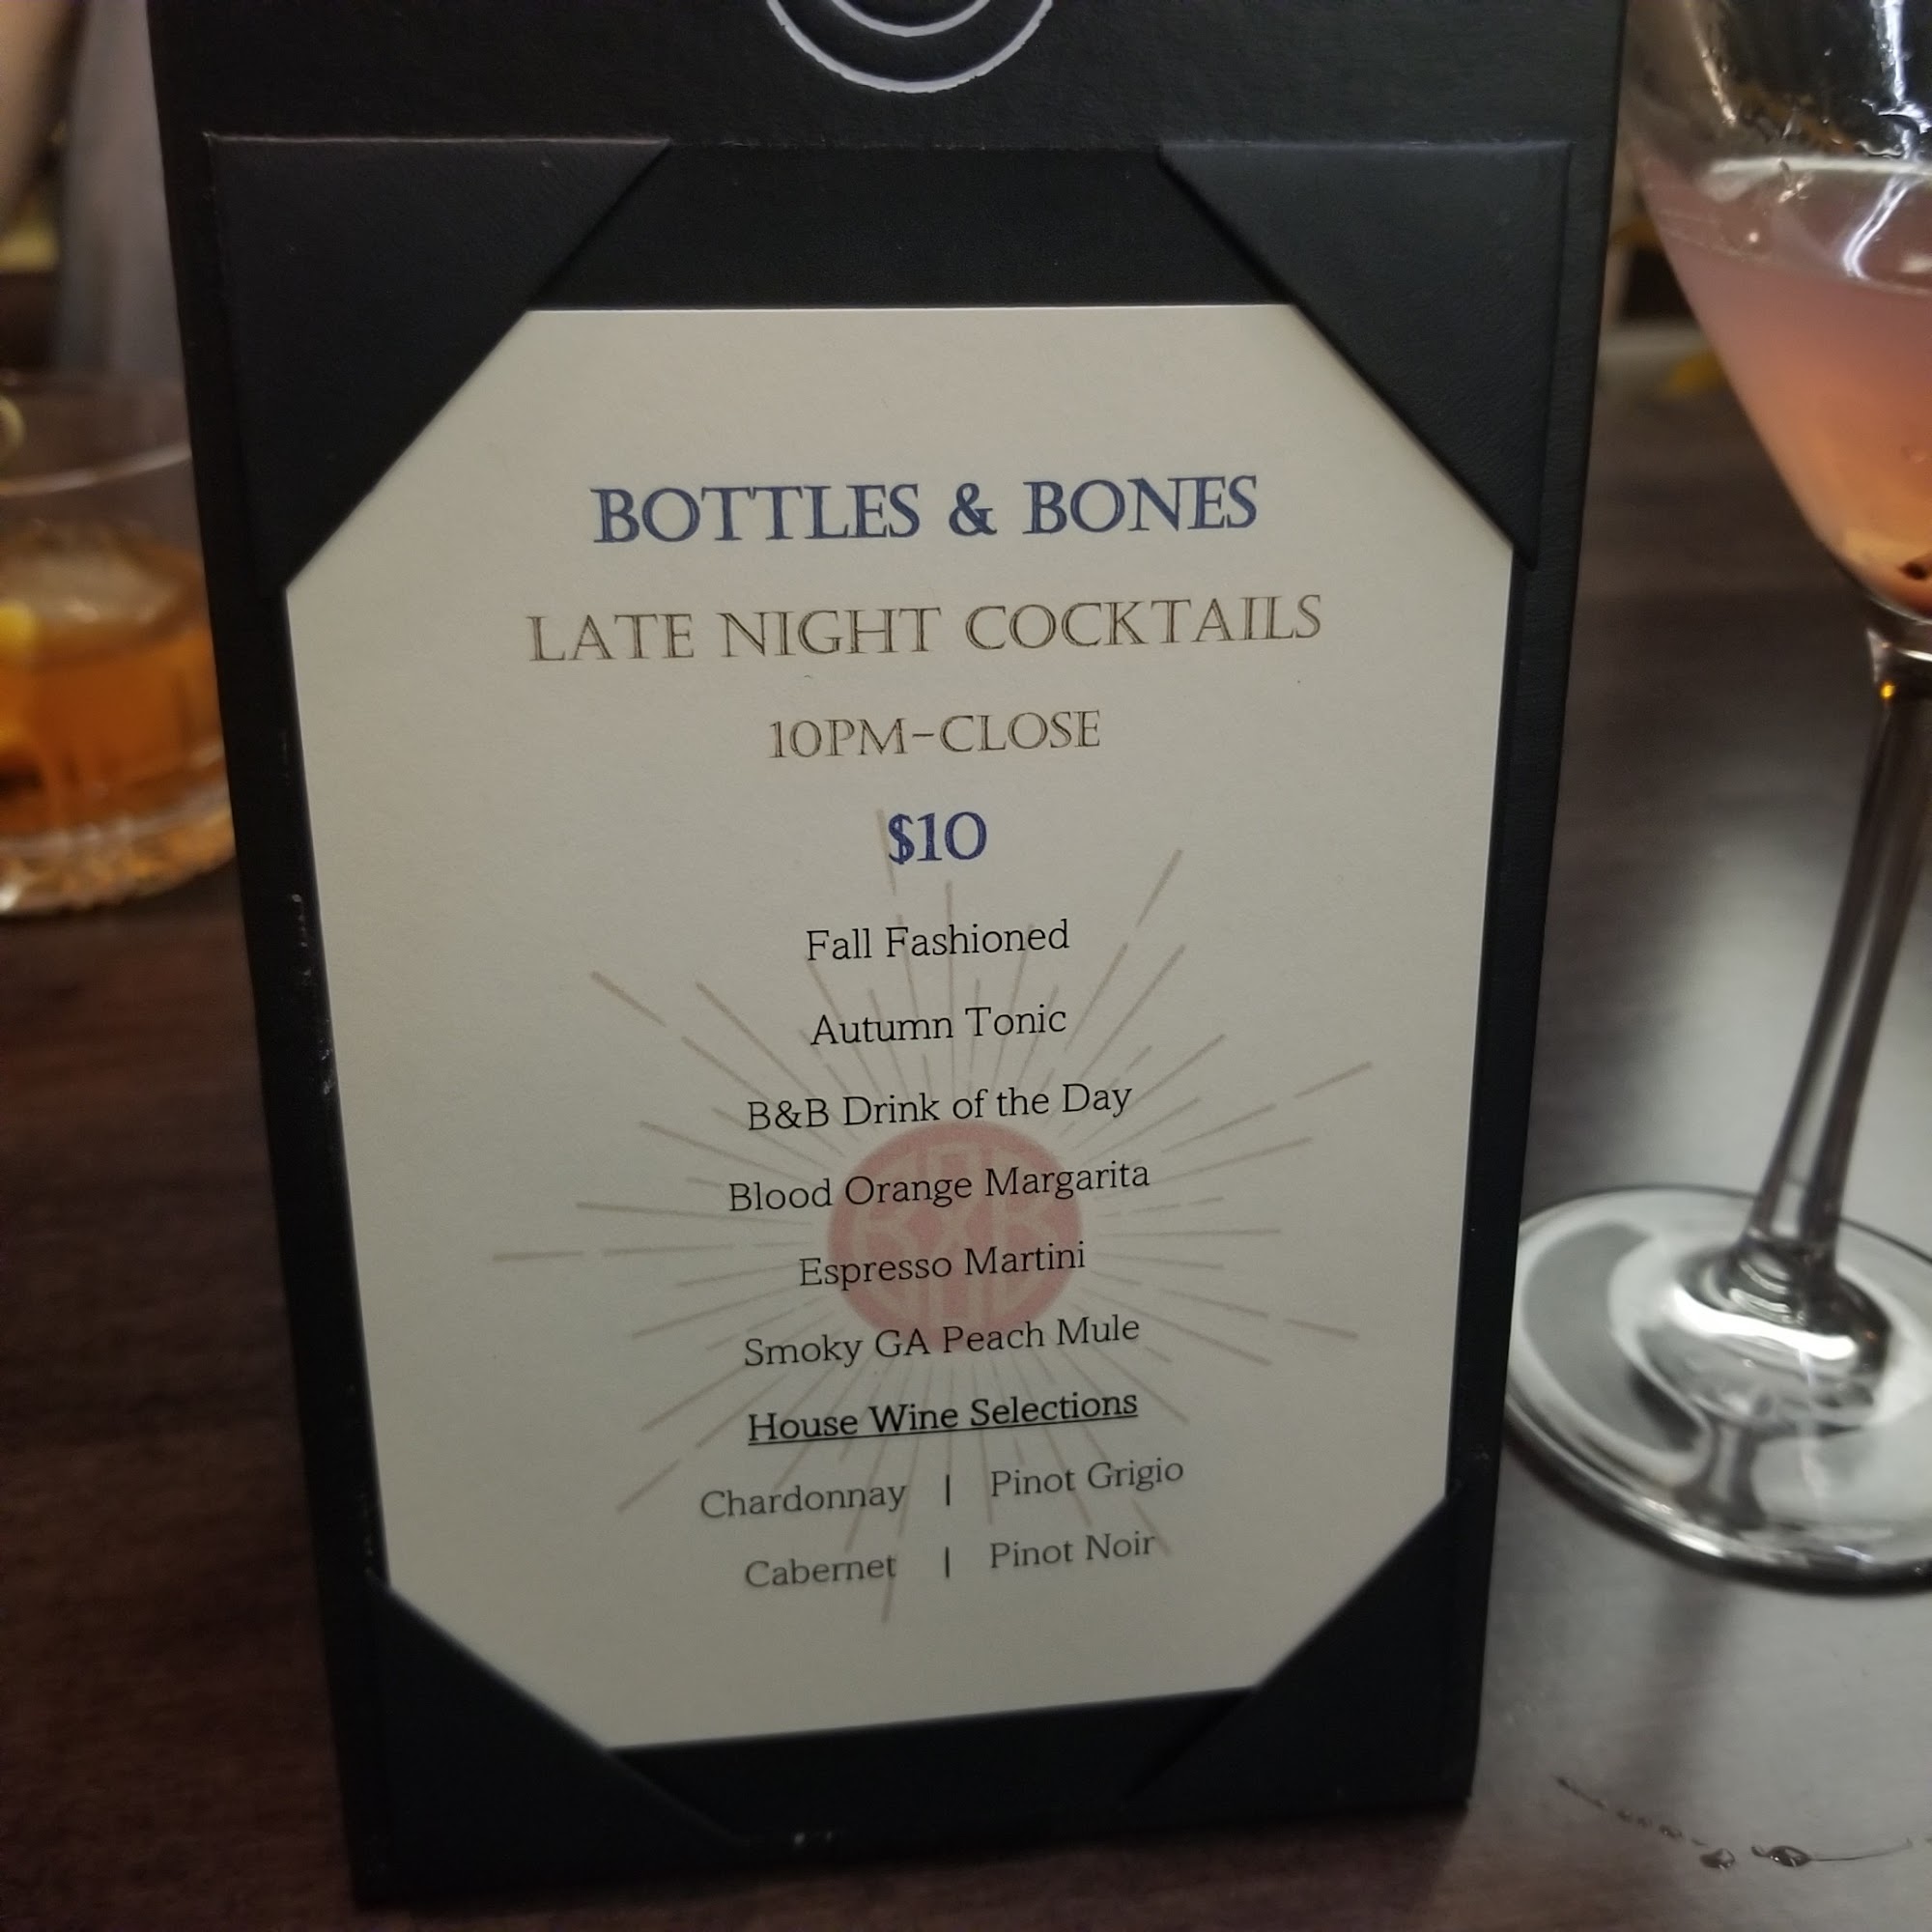 BOTTLES & BONES
LATE NIGHT COCKTAILS
10PM-CLOSE
$10
Fall Fashioned
Autumn Tonic
B&B Drink of the Day
Blood Orange Margarita
Espresso Martini
Smoky GA Peach Mule
House Wine Selections
Chardonnay | Pinot Grigio
Cabernet | Pinot Noir